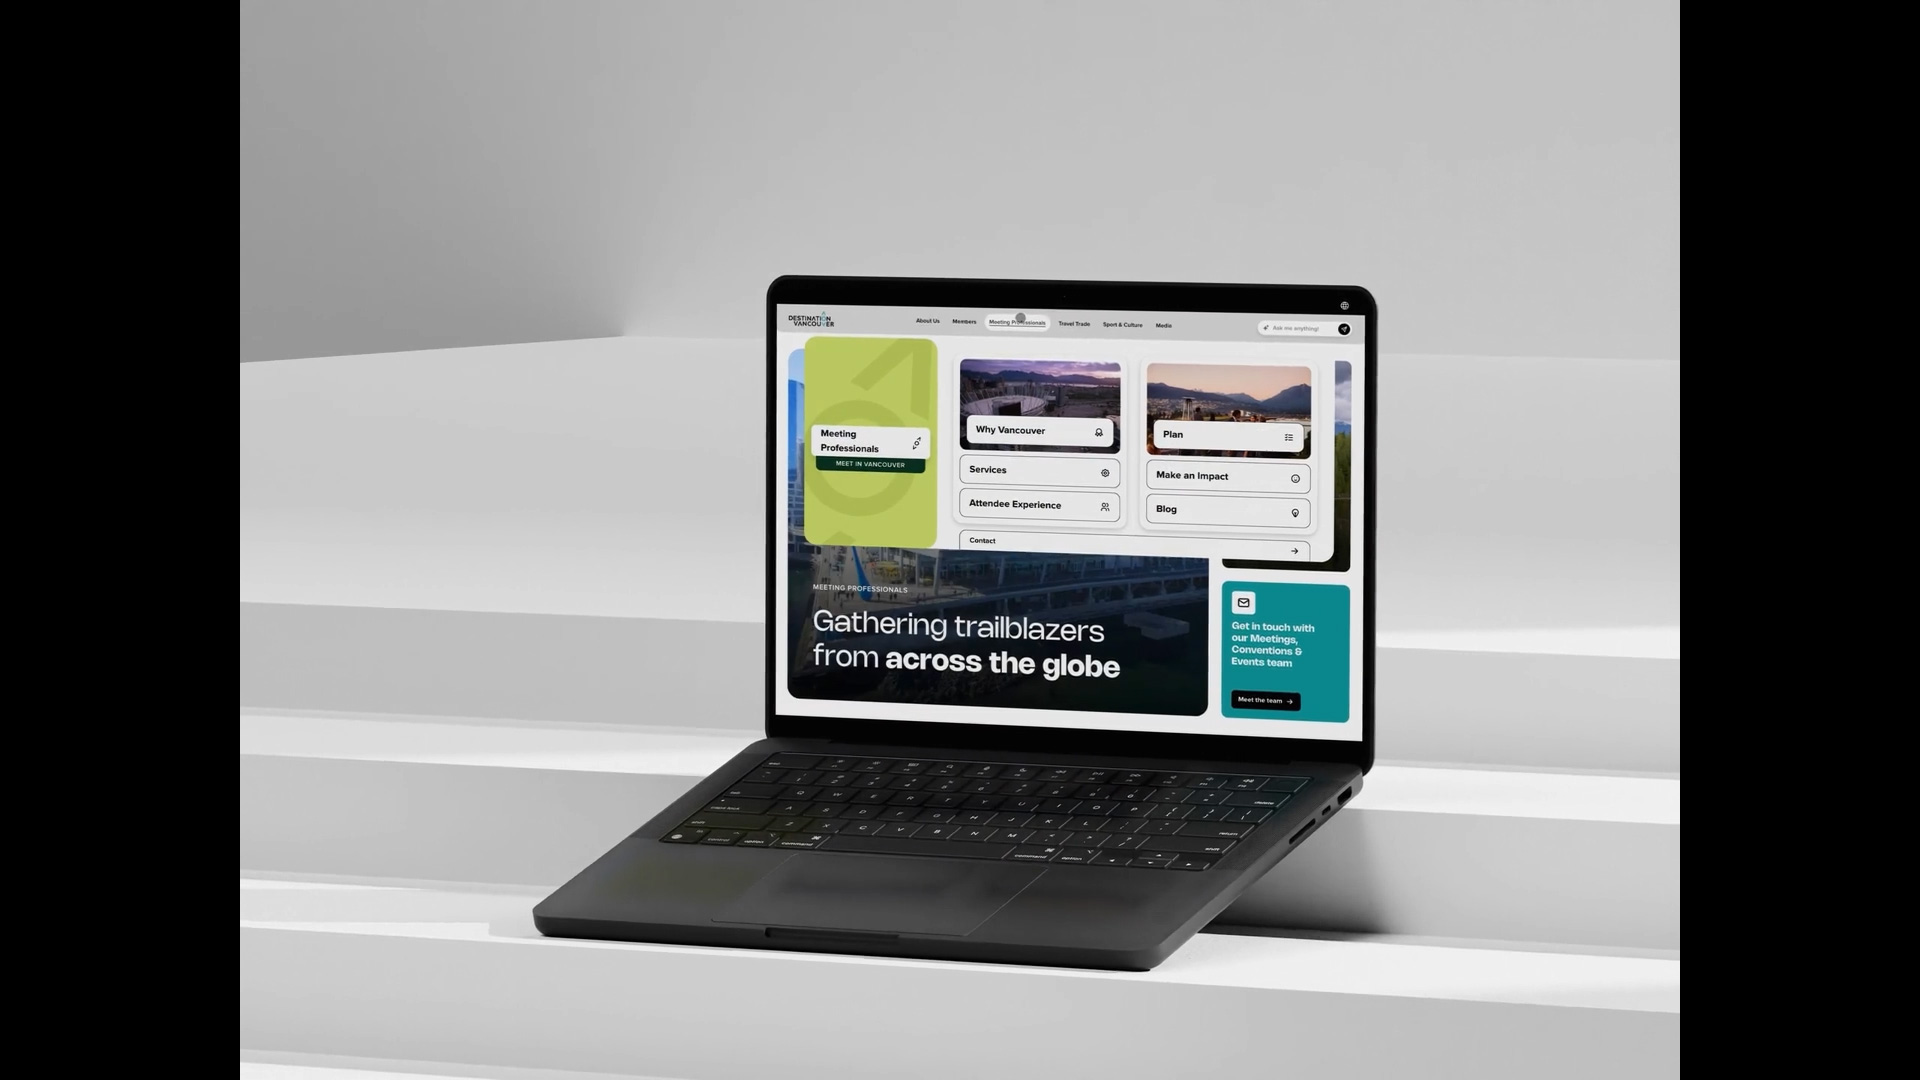 DESTINATION
VANCOUVER
About Us
Members
Meeting Professionals
Travel Trade
Sport & Culture
Media
Ask me anything!
Meeting
Professionals
MEET IN VANCOUVER
Why Vancouver
Services
Attendee Experience
Plan
Make an Impact
Blog
Contact
MEETING PROFESSIONALS
Gathering trailblazers
from across the globe
Get in touch with
our Meetings,
Conventions &
Events team
Meet the team